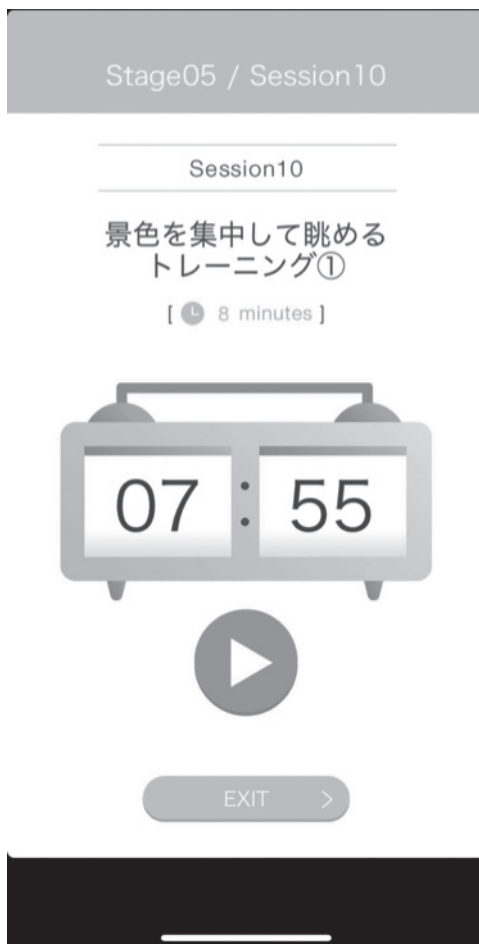 Stage05 / Session10
Session10
景色を集中して眺める
トレーニング①
[ 8 minutes ]
07 : 55
EXIT